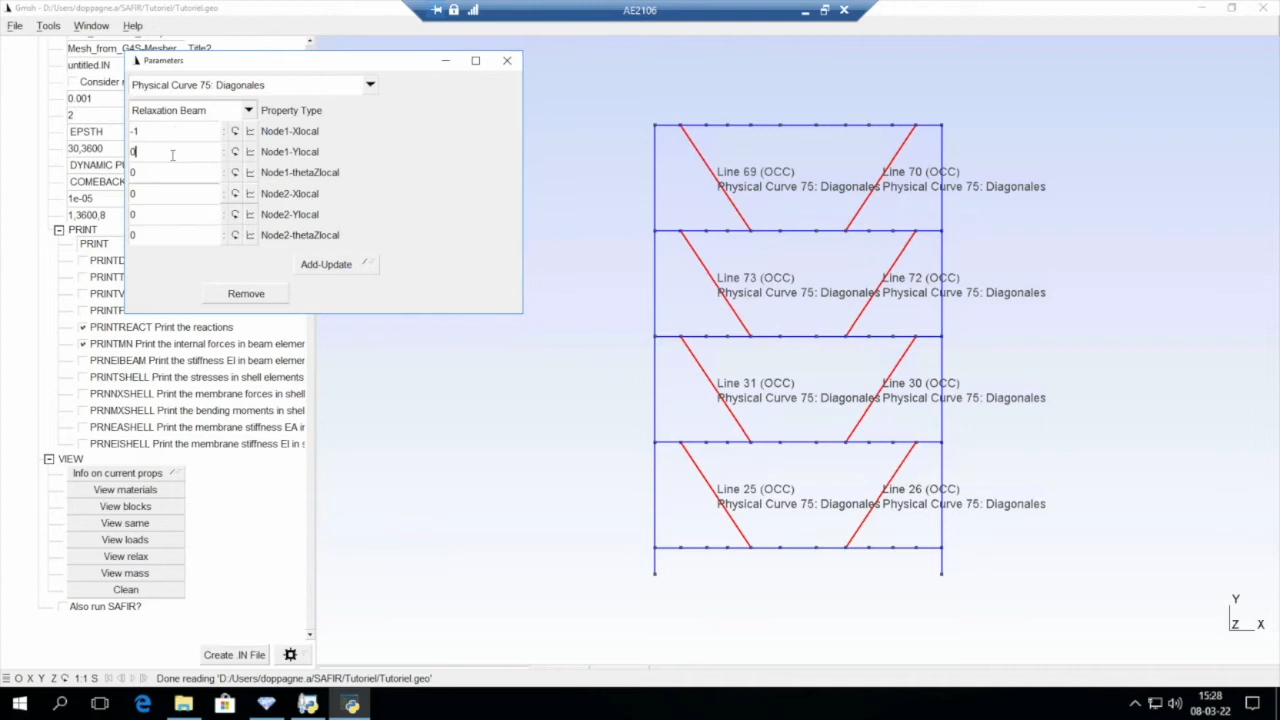 Gmsh - D:/Users/doppagne.a/SAFIR/Tutoriel/Tutoriel.geo
AE2106
File Tools Window Help
Mesh_from_G4S-Mesher__Title2
untitled.IN
Consider
0.001
2
EPSTH
30,3600
DYNAMIC PU
COMEBACK
1e-05
1,3600,8
PRINT
PRINT
PRINTD
PRINTT
PRINTV
PRINTF
PRINTREACT Print the reactions
PRINTMN Print the internal forces in beam elemer
PRNEIBEAM Print the stiffness EI in beam elemer
PRINTSHELL Print the stresses in shell elements
PRNNXSHELL Print the membrane forces in shell
PRNMXSHELL Print the bending moments in shel
PRNEASHELL Print the membrane stiffness EA in
PRNEISHELL Print the membrane stiffness EI in s
VIEW
Info on current props
View materials
View blocks
View same
View loads
View relax
View mass
Clean
Also run SAFIR?
Create .IN File
Parameters
Physical Curve 75: Diagonales
Relaxation Beam Property Type
-1 : Node1-Xlocal
0 : Node1-Ylocal
0 : Node1-thetaZlocal
0 : Node2-Xlocal
0 : Node2-Ylocal
0 : Node2-thetaZlocal
Add-Update
Remove
Line 69 (OCC) Line 70 (OCC)
Physical Curve 75: Diagonales Physical Curve 75: Diagonales
Line 73 (OCC) Line 72 (OCC)
Physical Curve 75: Diagonales Physical Curve 75: Diagonales
Line 31 (OCC) Line 30 (OCC)
Physical Curve 75: Diagonales Physical Curve 75: Diagonales
Line 25 (OCC) Line 26 (OCC)
Physical Curve 75: Diagonales Physical Curve 75: Diagonales
Y
Z X
O X Y Z 1:1 S Done reading 'D:/Users/doppagne.a/SAFIR/Tutoriel/Tutoriel.geo'
15:28
08-03-22